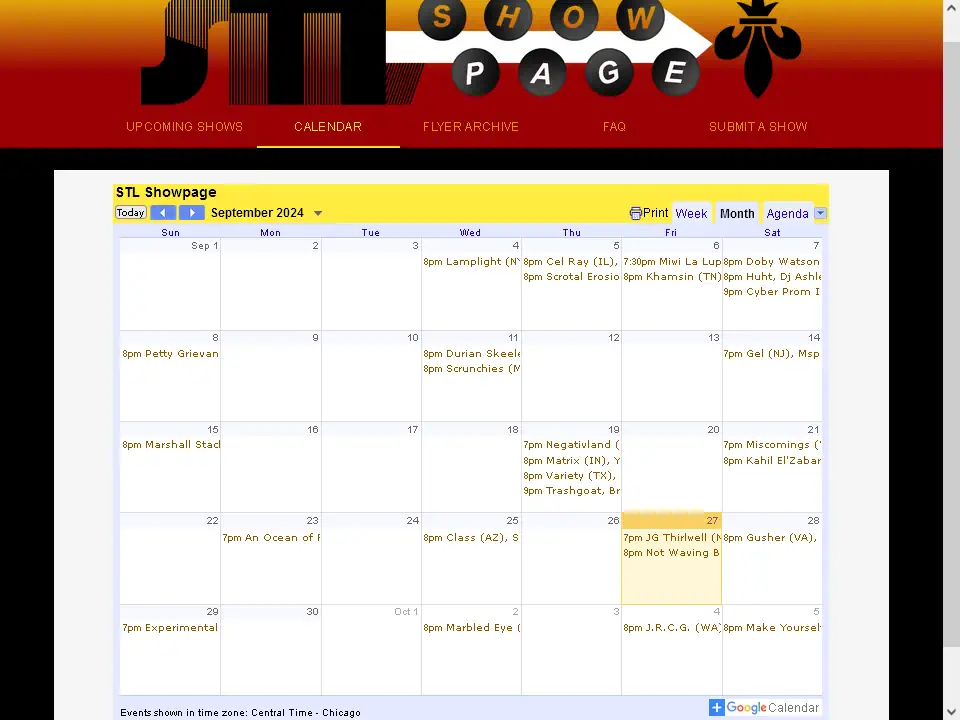 STL
SHOW
PAGE
UPCOMING SHOWS CALENDAR FLYER ARCHIVE FAQ SUBMIT A SHOW
STL Showpage
Today September 2024 Print Week Month Agenda
Sun Mon Tue Wed Thu Fri Sat
Sep 1 2 3 4 5 6 7
8pm Lamplight (NY 8pm Cel Ray (IL), 7:30pm Miwi La Lup 8pm Doby Watson
8pm Scrotal Erosio 8pm Khamsin (TN) 8pm Huht, Dj Ashle
9pm Cyber Prom I
8 9 10 11 12 13 14
8pm Petty Grievan 8pm Durian Skeele 7pm Gel (NJ), Msp
8pm Scrunchies (M
15 16 17 18 19 20 21
8pm Marshall Stack 7pm Negativland ( 7pm Miscomings (
8pm Matrix (IN), Y 8pm Kahil El'Zabar
8pm Variety (TX),
9pm Trashgoat, Br
22 23 24 25 26 27 28
7pm An Ocean of F 8pm Class (AZ), S 7pm JG Thirlwell (N 8pm Gusher (VA),
8pm Not Waving B
29 30 Oct 1 2 3 4 5
7pm Experimental 8pm Marbled Eye ( 8pm J.R.C.G. (WA) 8pm Make Yoursel
Events shown in time zone: Central Time - Chicago
Google Calendar